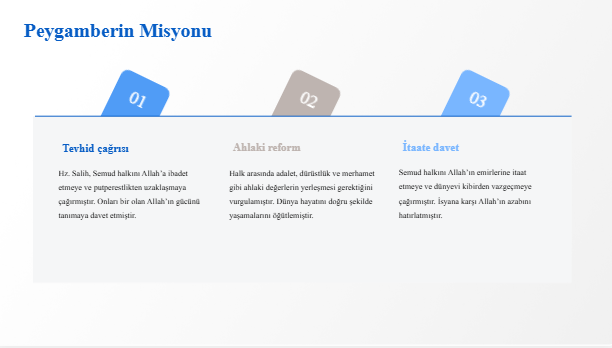 Peygamberin Misyonu
01
02
03
Tevhid çağrısı
Hz. Salih, Semud halkını Allah’a ibadet
etmeye ve putperestlikten uzaklaşmaya
çağırmıştır. Onları bir olan Allah’ın gücünü
tanımaya davet etmiştir.
Ahlaki reform
Halk arasında adalet, dürüstlük ve merhamet
gibi ahlaki değerlerin yerleşmesi gerektiğini
vurgulamıştır. Dünya hayatını doğru şekilde
yaşamalarını öğütlemiştir.
İtaate davet
Semud halkını Allah’ın emirlerine itaat
etmeye ve dünyevi kibirden vazgeçmeye
çağırmıştır. İsyana karşı Allah’ın azabını
hatırlatmıştır.